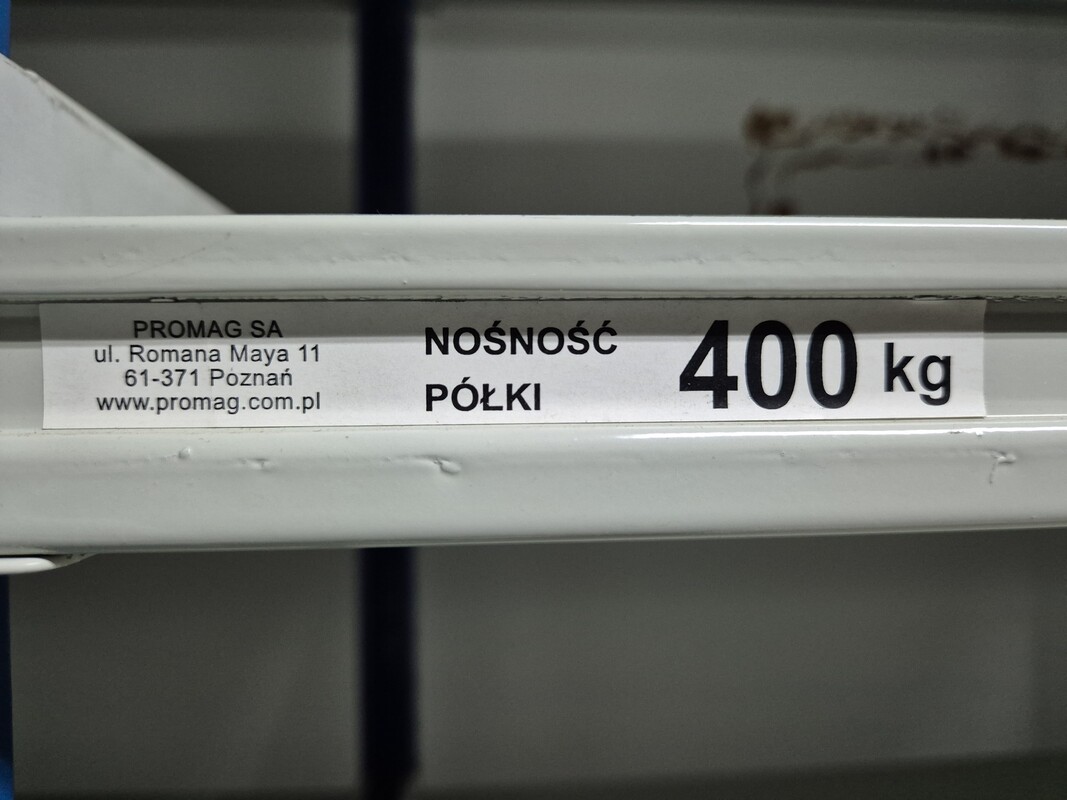 PROMAG SA
ul. Romana Maya 11
61-371 Poznań
www.promag.com.pl
NOŚNOŚĆ
PÓŁKI
400 kg